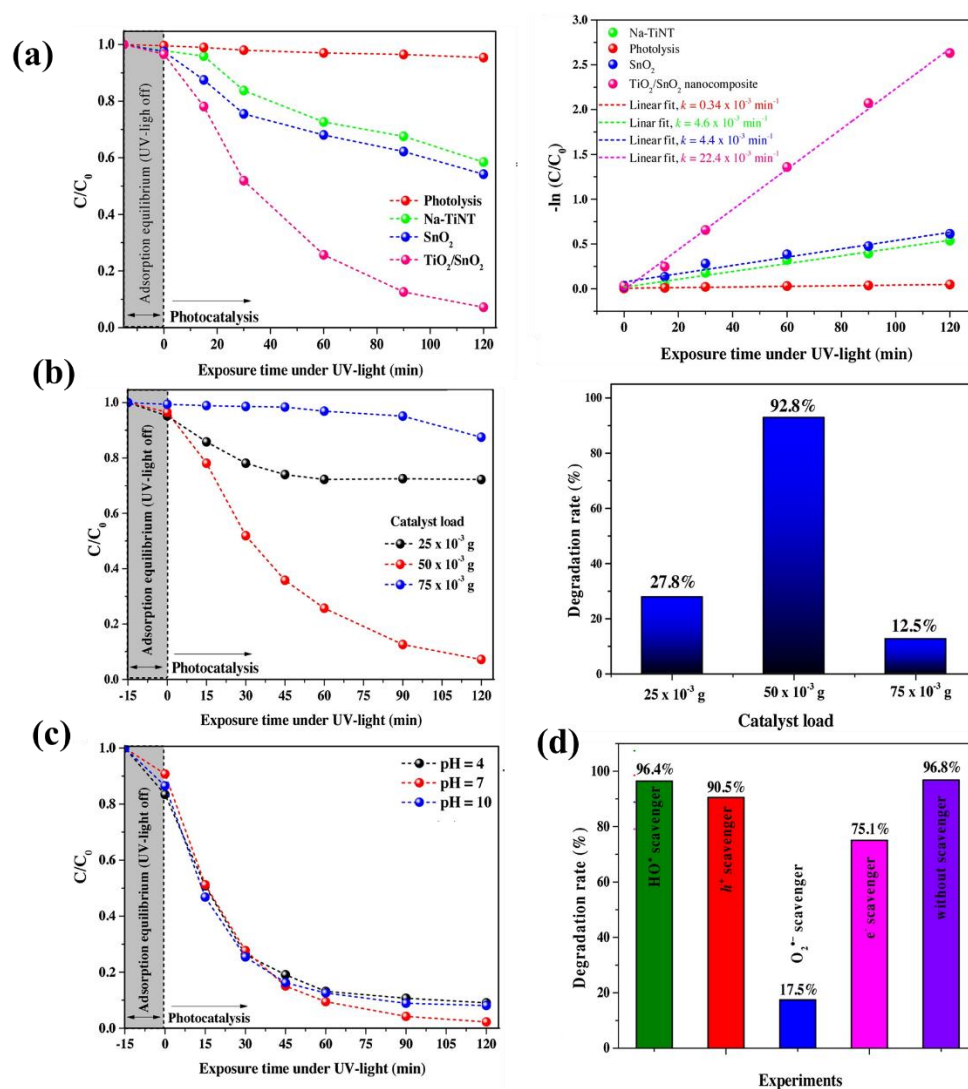 (a)
C/C₀
1.0
0.8
0.6
0.4
0.2
0.0
Adsorption equilibrium (UV-ligh off)
Photocatalysis
Photolysis
Na-TiNT
SnO₂
TiO₂/SnO₂
0
20
40
60
80
100
120
Exposure time under UV-light (min)
-ln (C/C₀)
3.0
2.5
2.0
1.5
1.0
0.5
0.0
Na-TiNT
Photolysis
SnO₂
TiO₂/SnO₂ nanocomposite
Linear fit, k = 0.34 x 10⁻³ min⁻¹
Linar fit, k = 4.6 x 10⁻³ min⁻¹
Linear fit, k = 4.4 x 10⁻³ min⁻¹
Linear fit, k = 22.4 x 10⁻³ min⁻¹
0
20
40
60
80
100
120
Exposure time under UV-light (min)
(b)
C/C₀
1.0
0.8
0.6
0.4
0.2
0.0
Adsorption equilibrium (UV-light off)
Photocatalysis
Catalyst load
25 x 10⁻³ g
50 x 10⁻³ g
75 x 10⁻³ g
-15
0
15
30
45
60
75
90
105
120
Exposure time under UV-light (min)
Degradation rate (%)
100
80
60
40
20
0
27.8%
92.8%
12.5%
25 x 10⁻³ g
50 x 10⁻³ g
75 x 10⁻³ g
Catalyst load
(c)
C/C₀
1.0
0.8
0.6
0.4
0.2
0.0
Adsorption equilibrium (UV-light off)
Photocatalysis
pH = 4
pH = 7
pH = 10
-15
0
15
30
45
60
75
90
105
120
Exposure time under UV-light (min)
(d)
Degradation rate (%)
100
80
60
40
20
0
96.4%
90.5%
17.5%
75.1%
96.8%
HO• scavenger
h⁺ scavenger
O₂•⁻ scavenger
e⁻ scavenger
without scavenger
Experiments